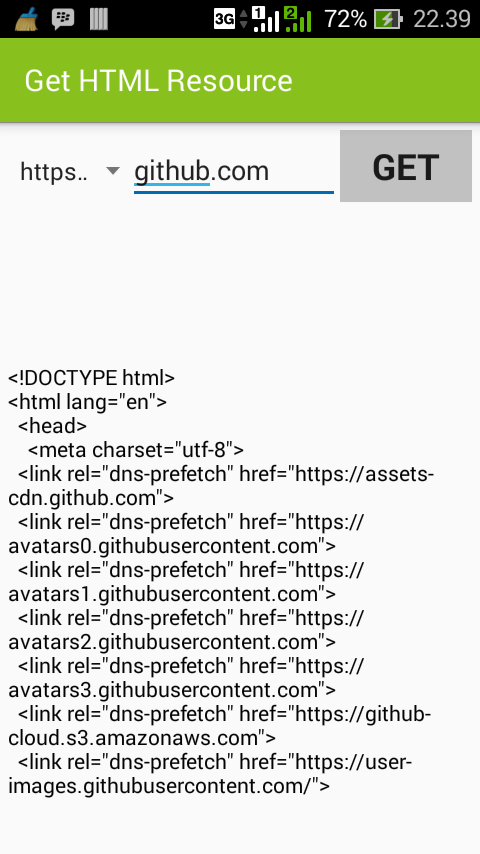 3G 1 2 72% 22.39
Get HTML Resource
https.. github.com GET
<!DOCTYPE html>
<html lang="en">
  <head>
    <meta charset="utf-8">
  <link rel="dns-prefetch" href="https://assets-
cdn.github.com">
  <link rel="dns-prefetch" href="https://
avatars0.githubusercontent.com">
  <link rel="dns-prefetch" href="https://
avatars1.githubusercontent.com">
  <link rel="dns-prefetch" href="https://
avatars2.githubusercontent.com">
  <link rel="dns-prefetch" href="https://
avatars3.githubusercontent.com">
  <link rel="dns-prefetch" href="https://github-
cloud.s3.amazonaws.com">
  <link rel="dns-prefetch" href="https://user-
images.githubusercontent.com/">